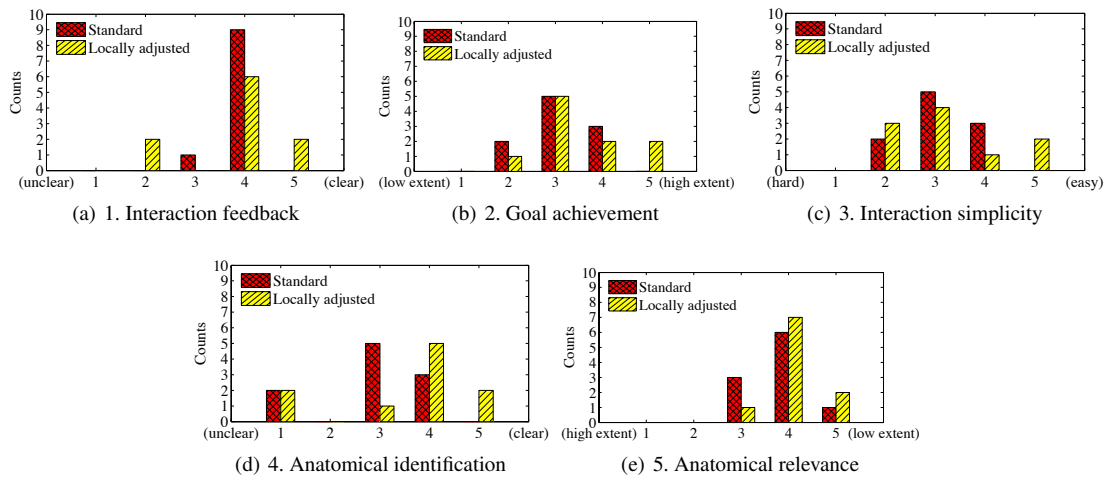 10
9
8
7
6
5
4
3
2
1
0
Counts
Standard
Locally adjusted
(unclear) 1 2 3 4 5 (clear)
(a) 1. Interaction feedback
10
9
8
7
6
5
4
3
2
1
0
Counts
Standard
Locally adjusted
(low extent) 1 2 3 4 5 (high extent)
(b) 2. Goal achievement
10
9
8
7
6
5
4
3
2
1
0
Counts
Standard
Locally adjusted
(hard) 1 2 3 4 5 (easy)
(c) 3. Interaction simplicity
10
9
8
7
6
5
4
3
2
1
0
Counts
Standard
Locally adjusted
(unclear) 1 2 3 4 5 (clear)
(d) 4. Anatomical identification
10
9
8
7
6
5
4
3
2
1
0
Counts
Standard
Locally adjusted
(high extent) 1 2 3 4 5 (low extent)
(e) 5. Anatomical relevance